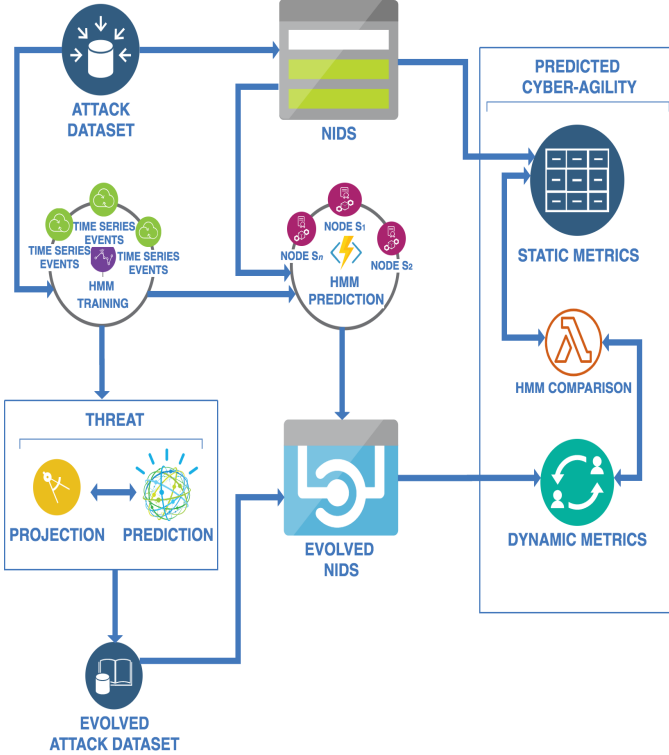 ATTACK
DATASET
NIDS
PREDICTED
CYBER-AGILITY
STATIC METRICS
TIME SERIES
EVENTS
TIME SERIES
EVENTS
TIME SERIES
EVENTS
HMM
TRAINING
NODE S1
NODE Sn
NODE S2
HMM
PREDICTION
HMM COMPARISON
THREAT
PROJECTION
PREDICTION
EVOLVED
NIDS
DYNAMIC METRICS
EVOLVED
ATTACK DATASET